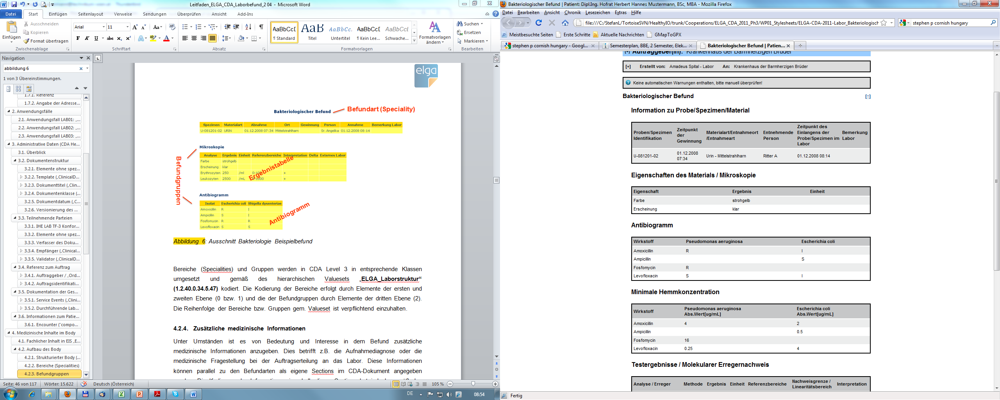 Leitfaden_ELGA_CDA_Laborbefund_2 04 - Microsoft Word
Datei Start Einfügen Seitenlayout Verweise Sendungen Überprüfen Ansicht Add-Ins
Einfügen
Ausschneiden
Kopieren
Format übertragen
Zwischenablage
Arial 11
F K U abc x₂ x² A ab A
Schriftart
Absatz
AaBbCcI AaB AaBbCc. AaBbCcI AaBbCcI
¶ Standard Titel Untertitel ¶ Kein Lee... Schwache...
Formatvorlagen ändern
Formatvorlagen
Suchen
Ersetzen
Markieren
Bearbeiten
Navigation
abbildung 6
1 von 3 Übereinstimmungen.
1.7.1. Referenz
1.7.2. Angabe der Adresse...
2. Anwendungsfälle
2.1. Anwendungsfall LAB01: „...
2.2. Anwendungsfall LAB02: „...
2.3. Anwendungsfall LAB03: „...
3. Administrative Daten (CDA He...
3.1. Überblick
3.2. Dokumentenstruktur
3.2.1. Elemente ohne spez...
3.2.2. Template („ClinicalD...
3.2.3. Dokumenttitel („Clin...
3.2.4. Dokumentenklasse (...
3.2.5. Dokumentdatum („C...
3.2.6. Versionierung des ...
3.3. Teilnehmende Parteien
3.3.1. IHE LAB TF-3 Konfor...
3.3.2. Elemente ohne spez...
3.3.3. Verfasser des Doku...
3.3.4. Empfänger („Clinical...
3.3.5. Validator („ClinicalD...
3.4. Referenz zum Auftrag
3.4.1. Auftraggeber / „Ord...
3.4.2. Auftragsidentifikati...
3.5. Dokumentation der Ges...
3.5.1. Service Events („Clini...
3.5.2. Durchführende Lab...
3.6. Informationen zum Patie...
3.6.1. Encounter ("compo...
4. Medizinische Inhalte im Body
4.1. Fachlicher Inhalt in EIS „E...
4.2. Aufbau des Body
4.2.1. Strukturierter Body (...
4.2.2. Bereiche (Specialities)
4.2.3. Befundgruppen
elga
Bakteriologischer Befund
Befundart (Speciality)
Spezimen Materialart Abnahme Ort Gewinnung Person Annahme Bemerkung Labor
U-081201-02 URIN 01.12.2008 07:34 Mittelstrahlharn Sr. Angelika 01.12.2008 08:14
Befundgruppen
Mikroskopie
Analyse Ergebnis Einheit Referenzbereiche Interpretation Delta Externes Labor
Farbe strohgelb
Erscheinung klar
Erythrozyten 250 /ml +
Leukozyten 2500 /mL +
Ergebnistabelle
Antibiogramm
Isolat Escherichia coli Shigella dysenteriae
Amoxicillin R I
Ampicillin S I
Fosfomycin R R
Levofloxacin S S
Antibiogramm
Abbildung 6: Ausschnitt Bakteriologie Beispielbefund
Bereiche (Specialities) und Gruppen werden in CDA Level 3 in entsprechende Klassen
umgesetzt und gemäß des hierarchischen Valuesets „ELGA_Laborstruktur“
(1.2.40.0.34.5.47) kodiert. Die Kodierung der Bereiche erfolgt durch Elemente der ersten und
zweiten Ebene (0 bzw. 1) und die der Befundgruppen durch Elemente der dritten Ebene (2).
Die Reihenfolge der Bereiche bzw. Gruppen gem. Valueset ist verpflichtend einzuhalten.
4.2.4. Zusätzliche medizinische Informationen
Unter Umständen ist es von Bedeutung und Interesse in dem Befund zusätzliche
medizinische Informationen anzugeben. Dies betrifft z.B. die Aufnahmediagnose oder die
medizinische Fragestellung bei der Auftragserteilung an das Labor. Diese Informationen
können parallel zu den Befundarten als eigene Sections im CDA-Dokument angegeben
Seite: 46 von 117 Wörter: 15.622 Deutsch (Österreich) 105 %
DE 08:54
Bakteriologischer Befund | Patient: Dipl.Ing. Hofrat Herbert Hannes Mustermann, BSc, MBA - Mozilla Firefox
Datei Bearbeiten Ansicht Chronik Lesezeichen Extras Hilfe
file:///C:/StefanL/TortoiseSVN/HealthyIO/trunk/Cooperations/ELGA_CDA_2011_Ph3/WP01_Stylesheets/ELGA-CDA-2011-Labor_Bakteriologisch
stephen p cornish hungary
Meistbesuchte Seiten Erste Schritte Aktuelle Nachrichten GMapToGPX
stephen p cornish hungary - Googl... Semesterplan, BBE, 2 Semester, Elek... Bakteriologischer Befund | Patien...
[+] Auftraggeber(in): Krankenhaus der Barmherzigen Brüder
[+] Erstellt von: Amadeus Spital - Labor An: Krankenhaus der Barmherzigen Brüder
Keine automatischen Warnungen enthalten, bitte manuell überprüfen!
Bakteriologischer Befund [↑]
Information zu Probe/Spezimen/Material
Proben/Spezimen Identifikation Zeitpunkt der Gewinnung Materialart/Entnahmeort /Entnahmeart Entnehmende Person Zeitpunkt des Einlangens der Probe/Spezimen im Labor Bemerkung Labor
U-081201-02 01.12.2008 07:34 Urin - Mittelstrahlharn Ritter A 01.12.2008 08:14
Eigenschaften des Materials / Mikroskopie
Eigenschaft Ergebnis Einheit
Farbe strohgelb
Erscheinung klar
Antibiogramm
Wirkstoff Pseudomonas aeruginosa Escherichia coli
Amoxicillin R I
Ampicillin S
Fosfomycin R
Levofloxacin S I
Minimale Hemmkonzentration
Wirkstoff Pseudomonas aeruginosa Abs.Wert[ug/mL] Escherichia coli Abs.Wert[ug/mL]
Amoxicillin 4 2
Ampicillin 0.5
Fosfomycin 16
Levofloxacin 0.25 4
Testergebnisse / Molekularer Erregernachweis
Analyse / Erreger Methode Ergebnis Einheit Referenzbereiche Nachweisgrenze / Linearitätsbereich Interpretation
Fertig